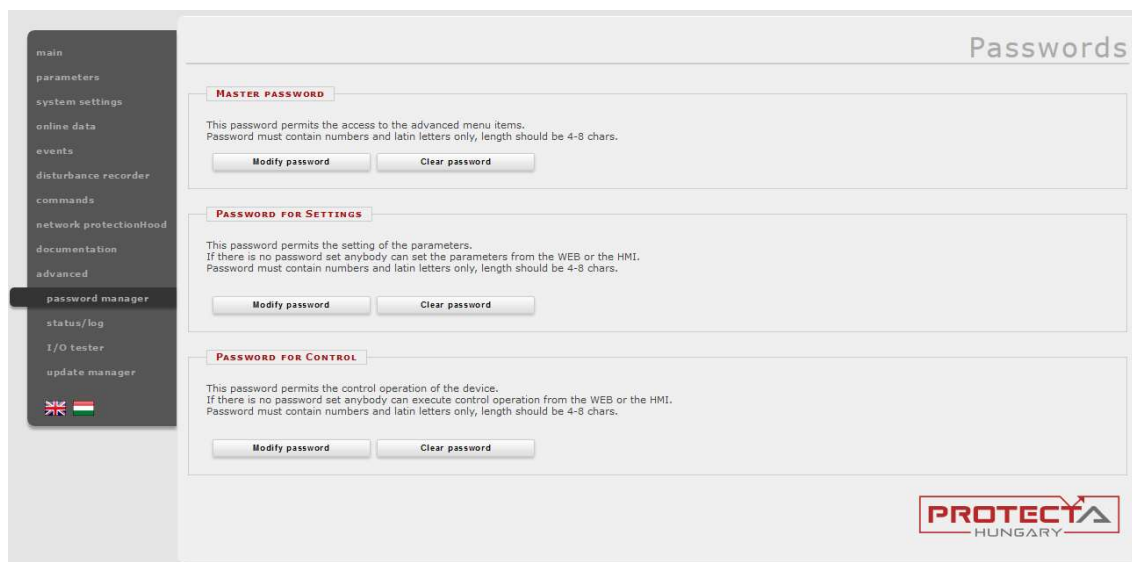 Passwords
main
parameters
system settings
online data
events
disturbance recorder
commands
network protectionHood
documentation
advanced
password manager
status/log
I/O tester
update manager
MASTER PASSWORD
This password permits the access to the advanced menu items.
Password must contain numbers and latin letters only, length should be 4-8 chars.
Modify password Clear password
PASSWORD FOR SETTINGS
This password permits the setting of the parameters.
If there is no password set anybody can set the parameters from the WEB or the HMI.
Password must contain numbers and latin letters only, length should be 4-8 chars.
Modify password Clear password
PASSWORD FOR CONTROL
This password permits the control operation of the device.
If there is no password set anybody can execute control operation from the WEB or the HMI.
Password must contain numbers and latin letters only, length should be 4-8 chars.
Modify password Clear password
PROTECTA
HUNGARY